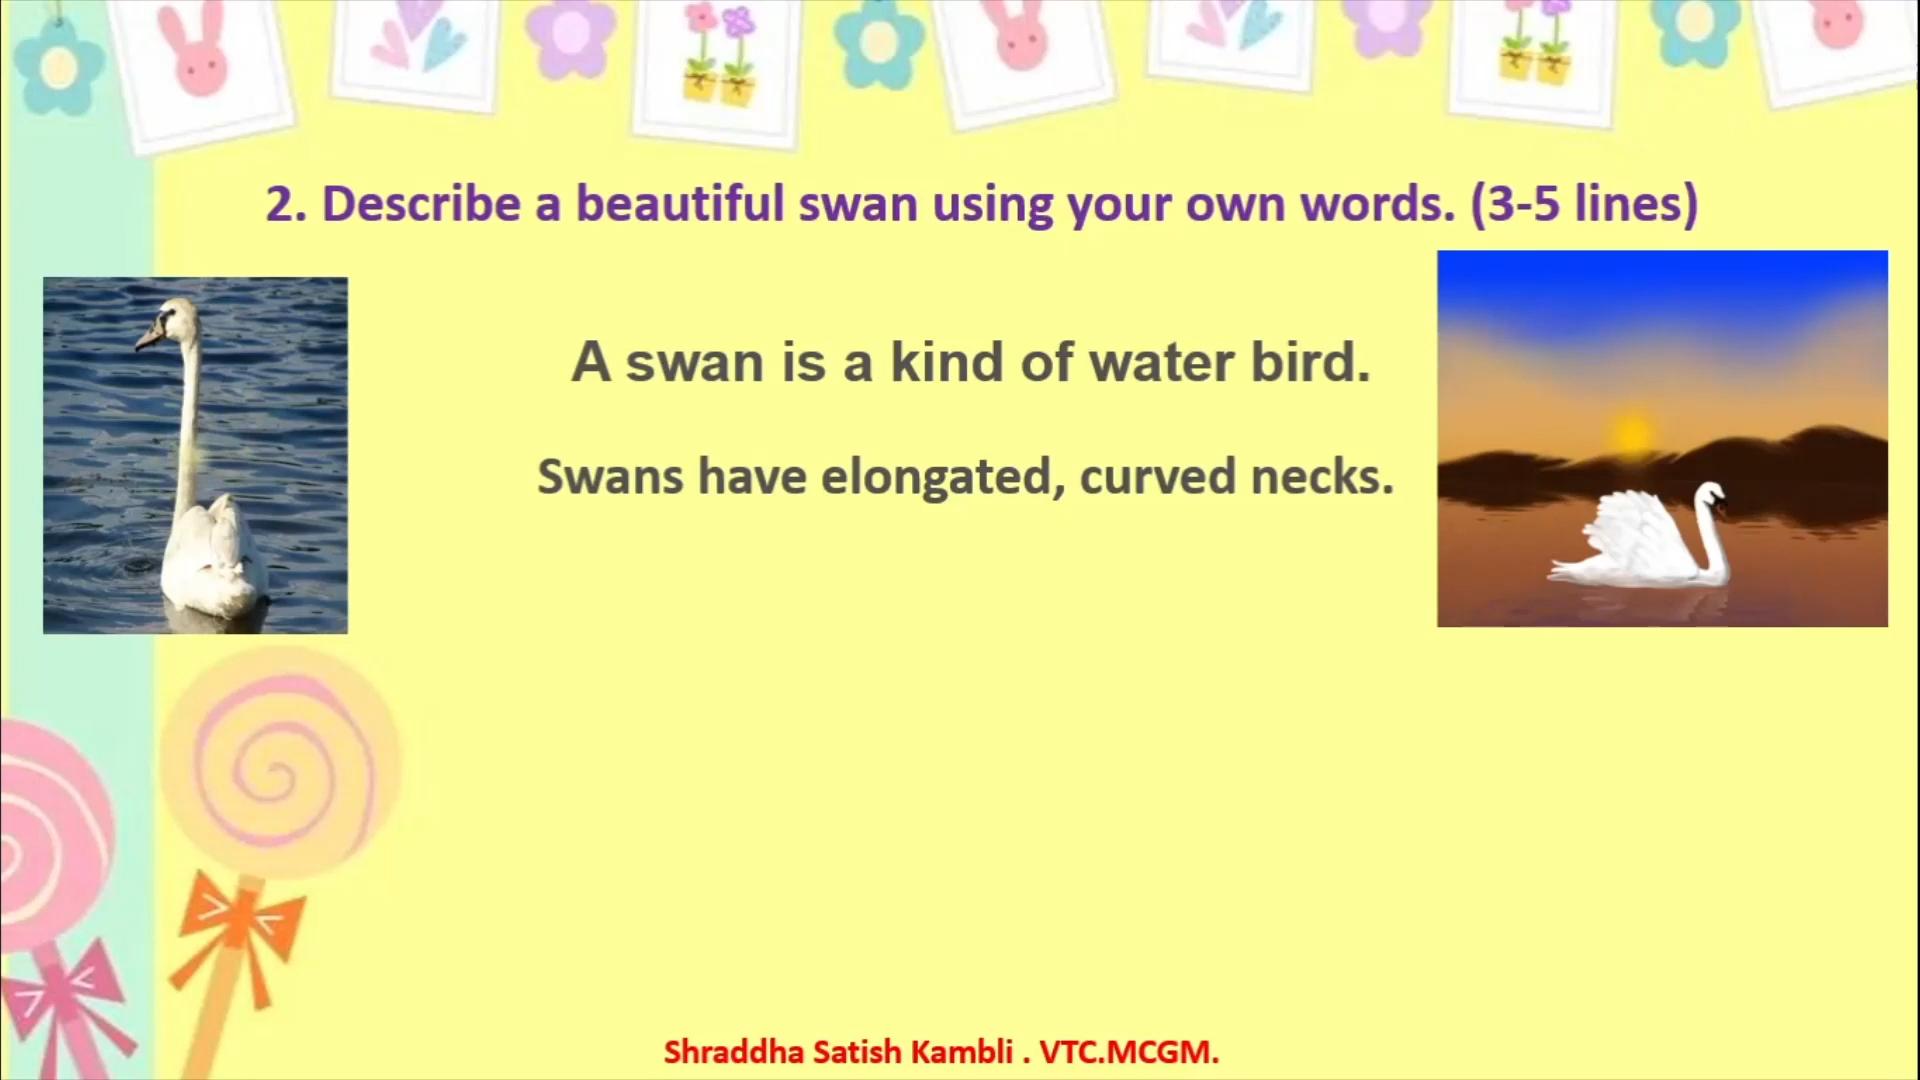 2. Describe a beautiful swan using your own words. (3-5 lines)
A swan is a kind of water bird.
Swans have elongated, curved necks.
Shraddha Satish Kambli . VTC.MCGM.